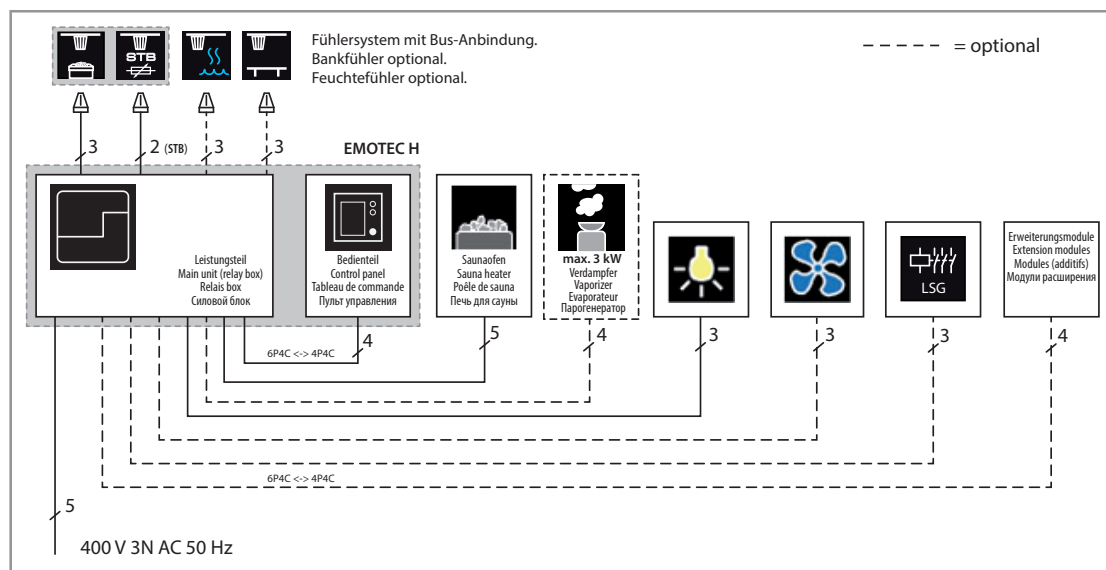 STB
Fühlersystem mit Bus-Anbindung.
Bankfühler optional.
Feuchtefühler optional.
= optional
3
2 (STB)
3
3
EMOTEC H
Leistungsteil
Main unit (relay box)
Relais box
Силовой блок
Bedienteil
Control panel
Tableau de commande
Пульт управления
Saunaofen
Sauna heater
Poêle de sauna
Печь для сауны
max. 3 kW
Verdampfer
Vaporizer
Evaporateur
Парогенератор
LSG
Erweiterungsmodule
Extension modules
Modules (additifs)
Модули расширения
6P4C <-> 4P4C
4
5
4
3
3
3
4
6P4C <-> 4P4C
5
400 V 3N AC 50 Hz